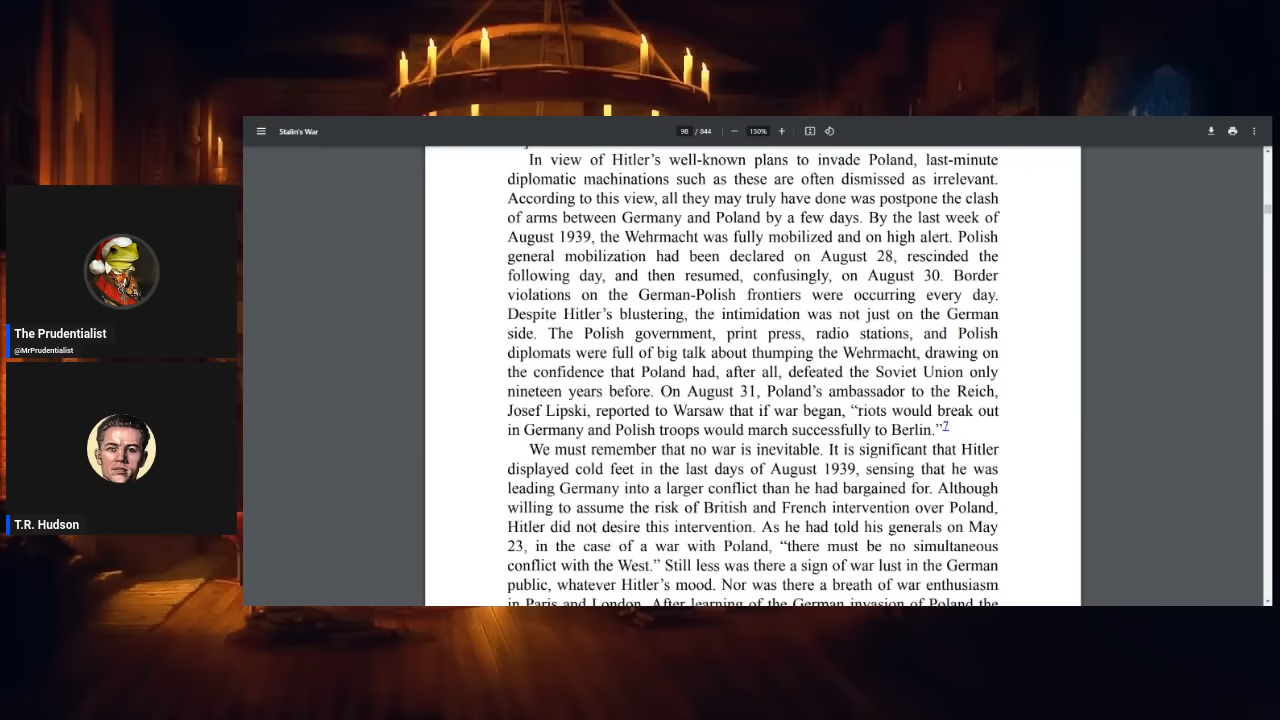 Stalin's War
98 / 844
150%
In view of Hitler's well-known plans to invade Poland, last-minute
diplomatic machinations such as these are often dismissed as irrelevant.
According to this view, all they may truly have done was postpone the clash
of arms between Germany and Poland by a few days. By the last week of
August 1939, the Wehrmacht was fully mobilized and on high alert. Polish
general mobilization had been declared on August 28, rescinded the
following day, and then resumed, confusingly, on August 30. Border
violations on the German-Polish frontiers were occurring every day.
Despite Hitler's blustering, the intimidation was not just on the German
side. The Polish government, print press, radio stations, and Polish
diplomats were full of big talk about thumping the Wehrmacht, drawing on
the confidence that Poland had, after all, defeated the Soviet Union only
nineteen years before. On August 31, Poland's ambassador to the Reich,
Josef Lipski, reported to Warsaw that if war began, “riots would break out
in Germany and Polish troops would march successfully to Berlin.”7
We must remember that no war is inevitable. It is significant that Hitler
displayed cold feet in the last days of August 1939, sensing that he was
leading Germany into a larger conflict than he had bargained for. Although
willing to assume the risk of British and French intervention over Poland,
Hitler did not desire this intervention. As he had told his generals on May
23, in the case of a war with Poland, “there must be no simultaneous
conflict with the West.” Still less was there a sign of war lust in the German
public, whatever Hitler's mood. Nor was there a breath of war enthusiasm
in Paris and London. After learning of the German invasion of Poland the
The Prudentialist
@MrPrudentialist
T.R. Hudson